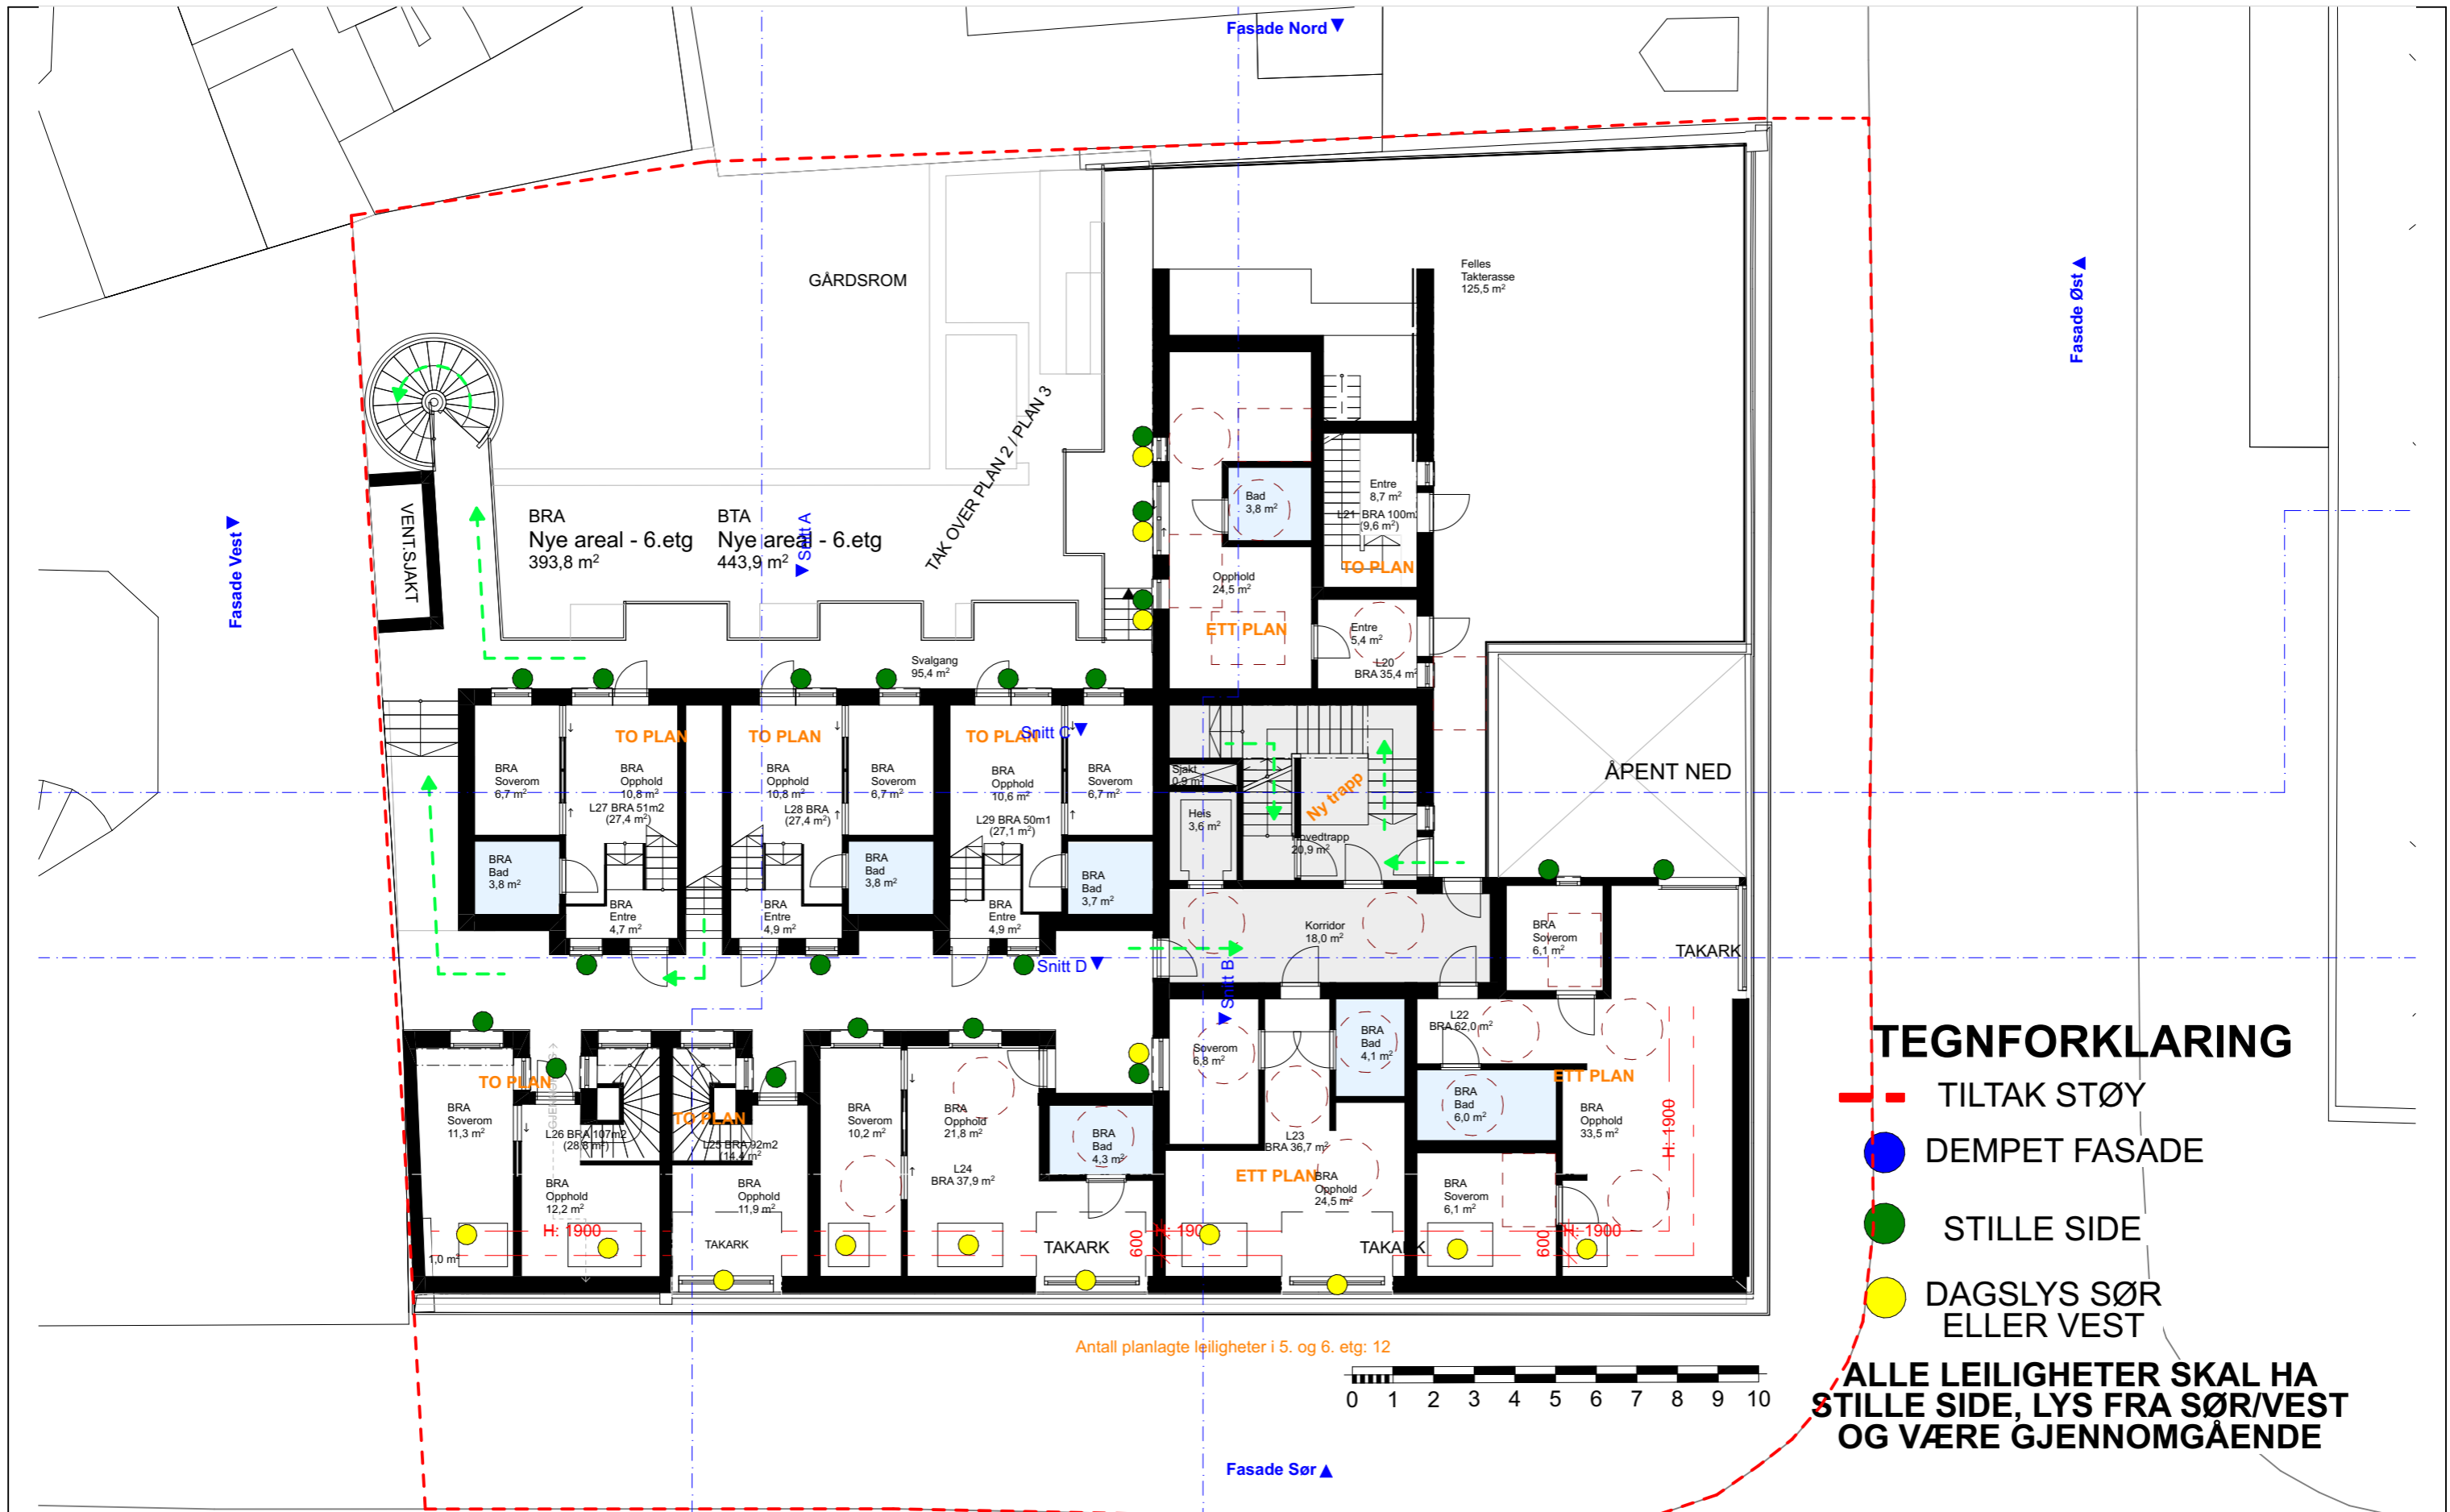 Fasade Nord
Felles
Takterasse
125,5 m²
Fasade Øst
GÅRDSROM
TAK OVER PLAN 2 / PLAN 3
VENT.SJAKT
Fasade Vest
BRA
Nye areal - 6.etg
393,8 m²
BTA
Nye areal - 6.etg
443,9 m²
Snitt A
Bad
3,8 m²
Entre
8,7 m²
L21 BRA 100m
(9,6 m²)
TO PLAN
Opphold
24,5 m²
ETT PLAN
Entre
5,4 m²
L20
BRA 35,4 m²
Svalgang
95,4 m²
TO PLAN
TO PLAN
TO PLAN
Snitt C
BRA
Soverom
6,7 m²
BRA
Opphold
10,8 m²
L27 BRA 51m2
(27,4 m²)
BRA
Opphold
10,8 m²
L28 BRA
(27,4 m²)
BRA
Soverom
6,7 m²
BRA
Opphold
10,6 m²
L29 BRA 50m1
(27,1 m²)
BRA
Soverom
6,7 m²
Sjakt
0,9 m²
Heis
3,6 m²
Ny trapp
Hovedtrapp
20,9 m²
ÅPENT NED
BRA
Bad
3,8 m²
BRA
Entre
4,7 m²
BRA
Entre
4,9 m²
BRA
Bad
3,8 m²
BRA
Entre
4,9 m²
BRA
Bad
3,7 m²
Korridor
18,0 m²
BRA
Soverom
6,1 m²
TAKARK
Snitt D
Snitt B
TO PLAN
BRA
Soverom
11,3 m²
L26 BRA 107m2
(28,8 m²)
BRA
Opphold
12,2 m²
H: 1900
1,0 m²
TO PLAN
L25 BRA 92m2
(14,4 m²
BRA
Opphold
11,9 m²
TAKARK
BRA
Soverom
10,2 m²
BRA
Opphold
21,8 m²
L24
BRA 37,9 m²
BRA
Bad
4,3 m²
TAKARK
600
H: 190
Soverom
6,8 m²
BRA
Bad
4,1 m²
L23
BRA 36,7 m²
ETT PLAN
BRA
Opphold
24,5 m²
TAKARK
L22
BRA 62,0 m²
BRA
Bad
6,0 m²
ETT PLAN
BRA
Opphold
33,5 m²
H: 1900
BRA
Soverom
6,1 m²
600
H: 1900
TEGNFORKLARING
TILTAK STØY
DEMPET FASADE
STILLE SIDE
DAGSLYS SØR
ELLER VEST
ALLE LEILIGHETER SKAL HA
STILLE SIDE, LYS FRA SØR/VEST
OG VÆRE GJENNOMGÅENDE
Antall planlagte leiligheter i 5. og 6. etg: 12
0 1 2 3 4 5 6 7 8 9 10
Fasade Sør